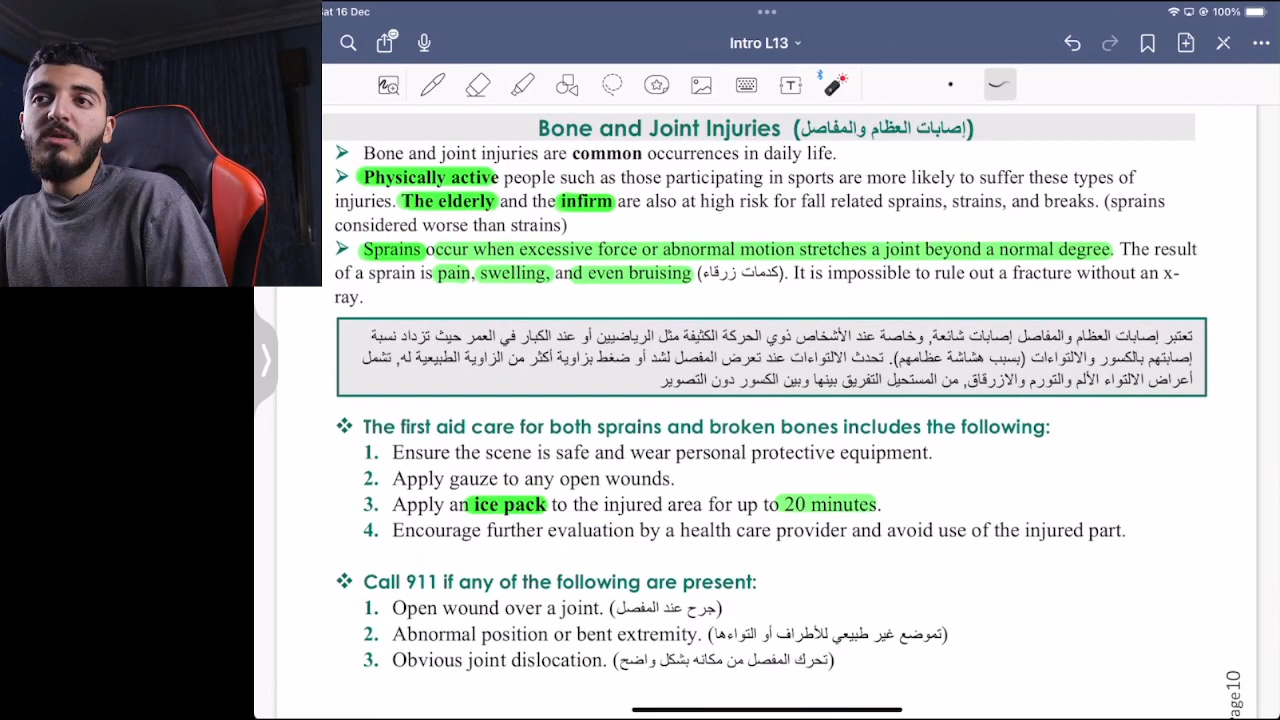 Sat 16 Dec
100%
Intro L13
Bone and Joint Injuries (إصابات العظام والمفاصل)
Bone and joint injuries are common occurrences in daily life.
Physically active people such as those participating in sports are more likely to suffer these types of
injuries. The elderly and the infirm are also at high risk for fall related sprains, strains, and breaks. (sprains
considered worse than strains)
Sprains occur when excessive force or abnormal motion stretches a joint beyond a normal degree. The result
of a sprain is pain, swelling, and even bruising (كدمات زرقاء). It is impossible to rule out a fracture without an x-
ray.
تعتبر إصابات العظام والمفاصل إصابات شائعة, وخاصة عند الأشخاص ذوي الحركة الكثيفة مثل الرياضيين أو عند الكبار في العمر حيث تزداد نسبة
إصابتهم بالكسور والالتواءات (بسبب هشاشة عظامهم). تحدث الالتواءات عند تعرض المفصل لشد أو ضغط بزاوية أكثر من الزاوية الطبيعية له, تشمل
أعراض الالتواء الألم والتورم والازرقاق, من المستحيل التفريق بينها وبين الكسور دون التصوير
The first aid care for both sprains and broken bones includes the following:
1. Ensure the scene is safe and wear personal protective equipment.
2. Apply gauze to any open wounds.
3. Apply an ice pack to the injured area for up to 20 minutes.
4. Encourage further evaluation by a health care provider and avoid use of the injured part.
Call 911 if any of the following are present:
1. Open wound over a joint. (جرح عند المفصل)
2. Abnormal position or bent extremity. (تموضع غير طبيعي للأطراف أو التواءها)
3. Obvious joint dislocation. (تحرك المفصل من مكانه بشكل واضح)
age10